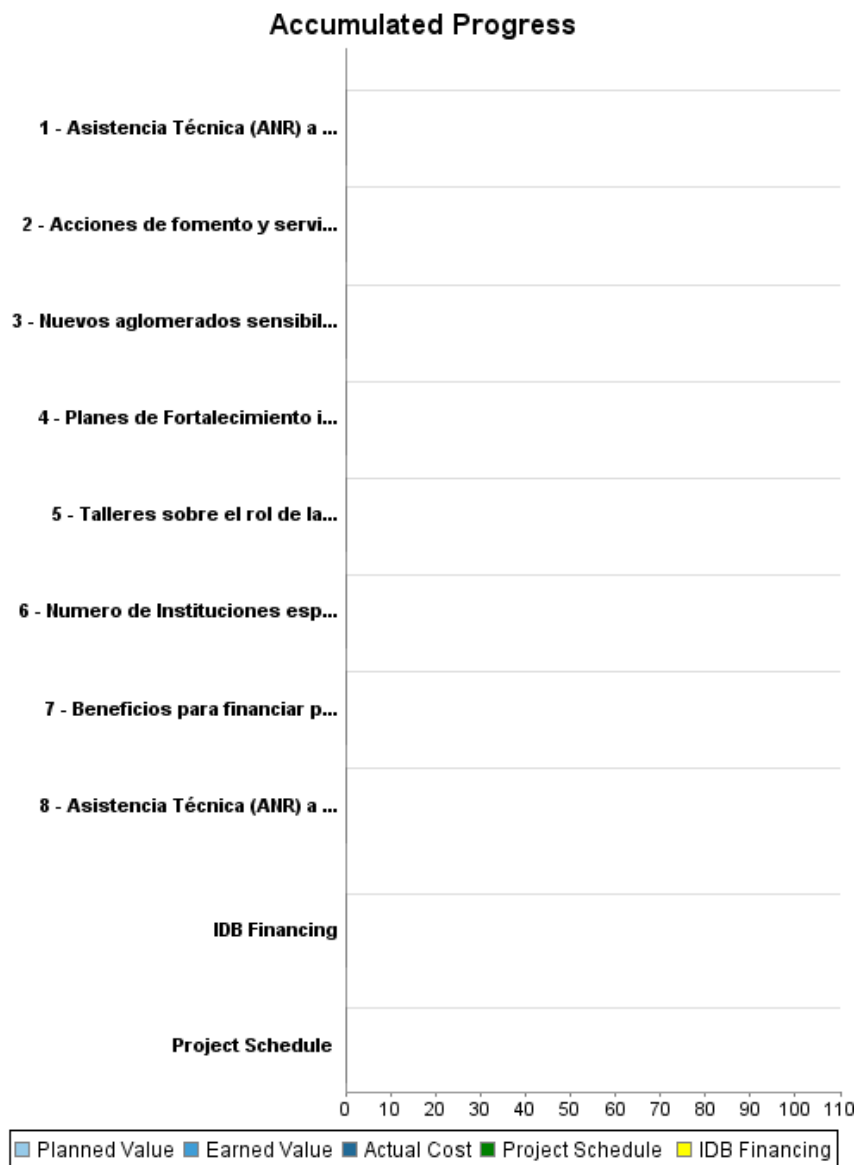 Accumulated Progress
1 - Asistencia Técnica (ANR) a ...
2 - Acciones de fomento y servi...
3 - Nuevos aglomerados sensibil...
4 - Planes de Fortalecimiento i...
5 - Talleres sobre el rol de la...
6 - Numero de Instituciones esp...
7 - Beneficios para financiar p...
8 - Asistencia Técnica (ANR) a ...
IDB Financing
Project Schedule
0 10 20 30 40 50 60 70 80 90 100 110
Planned Value Earned Value Actual Cost Project Schedule IDB Financing